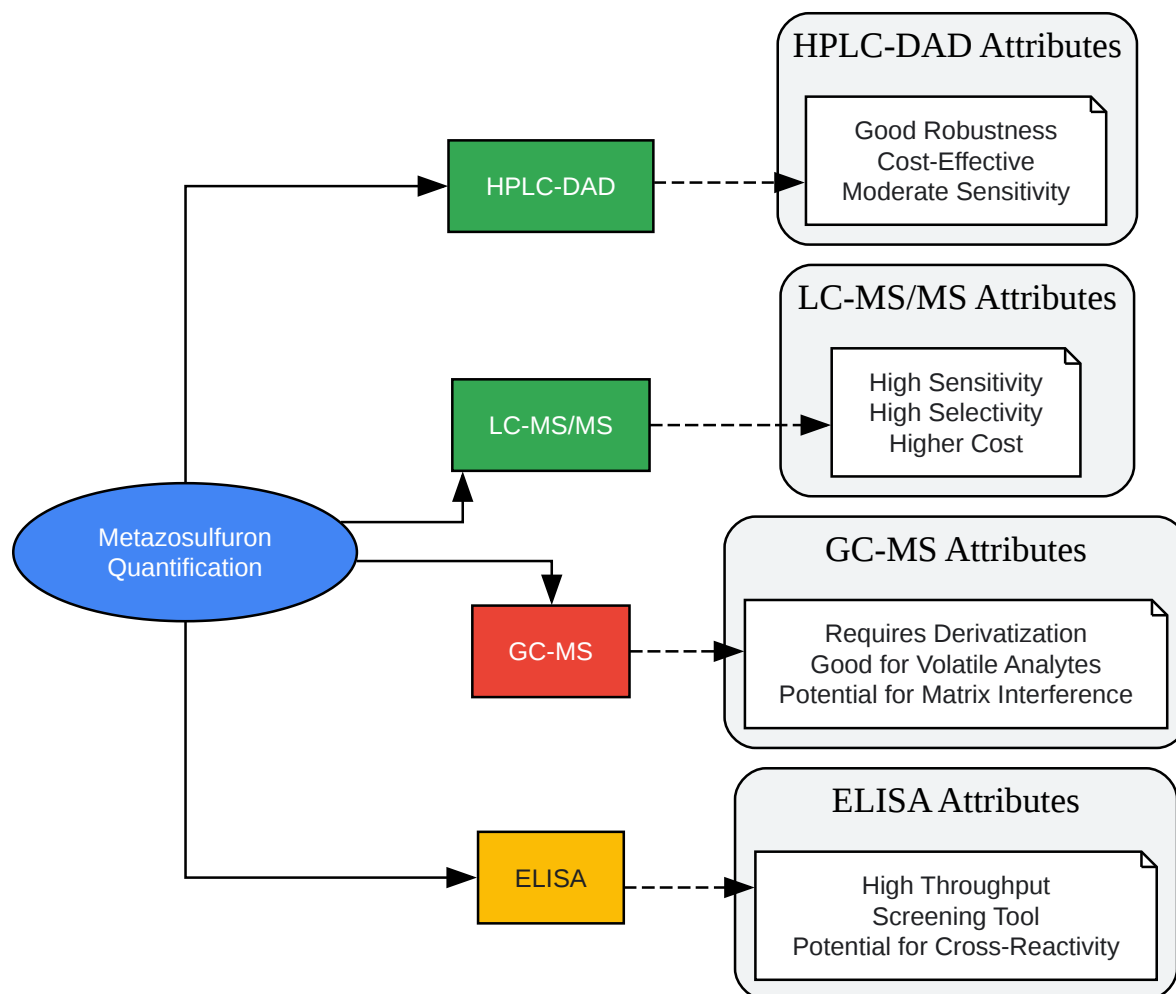 HPLC-DAD Attributes
Good Robustness
Cost-Effective
Moderate Sensitivity
HPLC-DAD
LC-MS/MS Attributes
High Sensitivity
High Selectivity
Higher Cost
LC-MS/MS
Metazosulfuron
Quantification
GC-MS Attributes
Requires Derivatization
Good for Volatile Analytes
Potential for Matrix Interference
GC-MS
ELISA Attributes
High Throughput
Screening Tool
Potential for Cross-Reactivity
ELISA